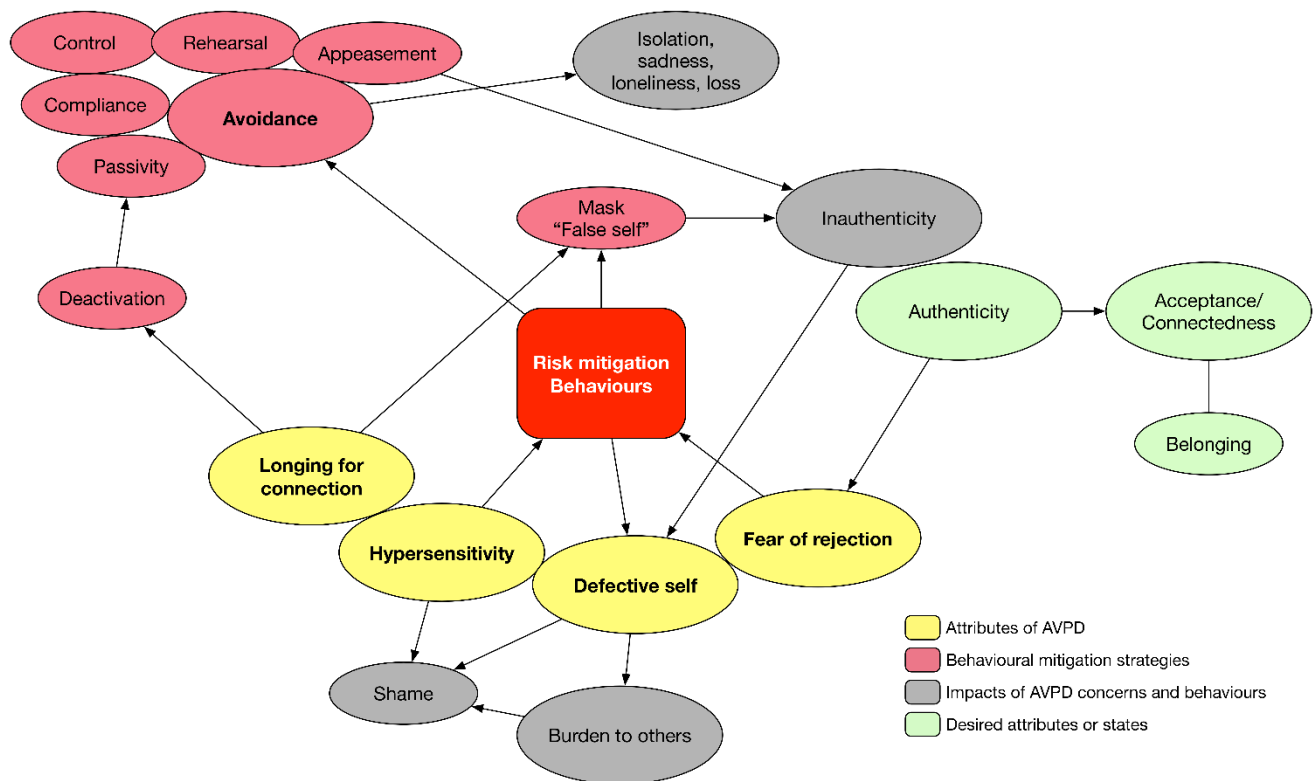 Control
Rehearsal
Appeasement
Isolation,
sadness,
loneliness, loss
Compliance
Avoidance
Passivity
Mask
“False self”
Inauthenticity
Deactivation
Authenticity
Acceptance/
Connectedness
Risk mitigation
Behaviours
Belonging
Longing for
connection
Hypersensitivity
Fear of rejection
Defective self
Shame
Burden to others
Attributes of AVPD
Behavioural mitigation strategies
Impacts of AVPD concerns and behaviours
Desired attributes or states